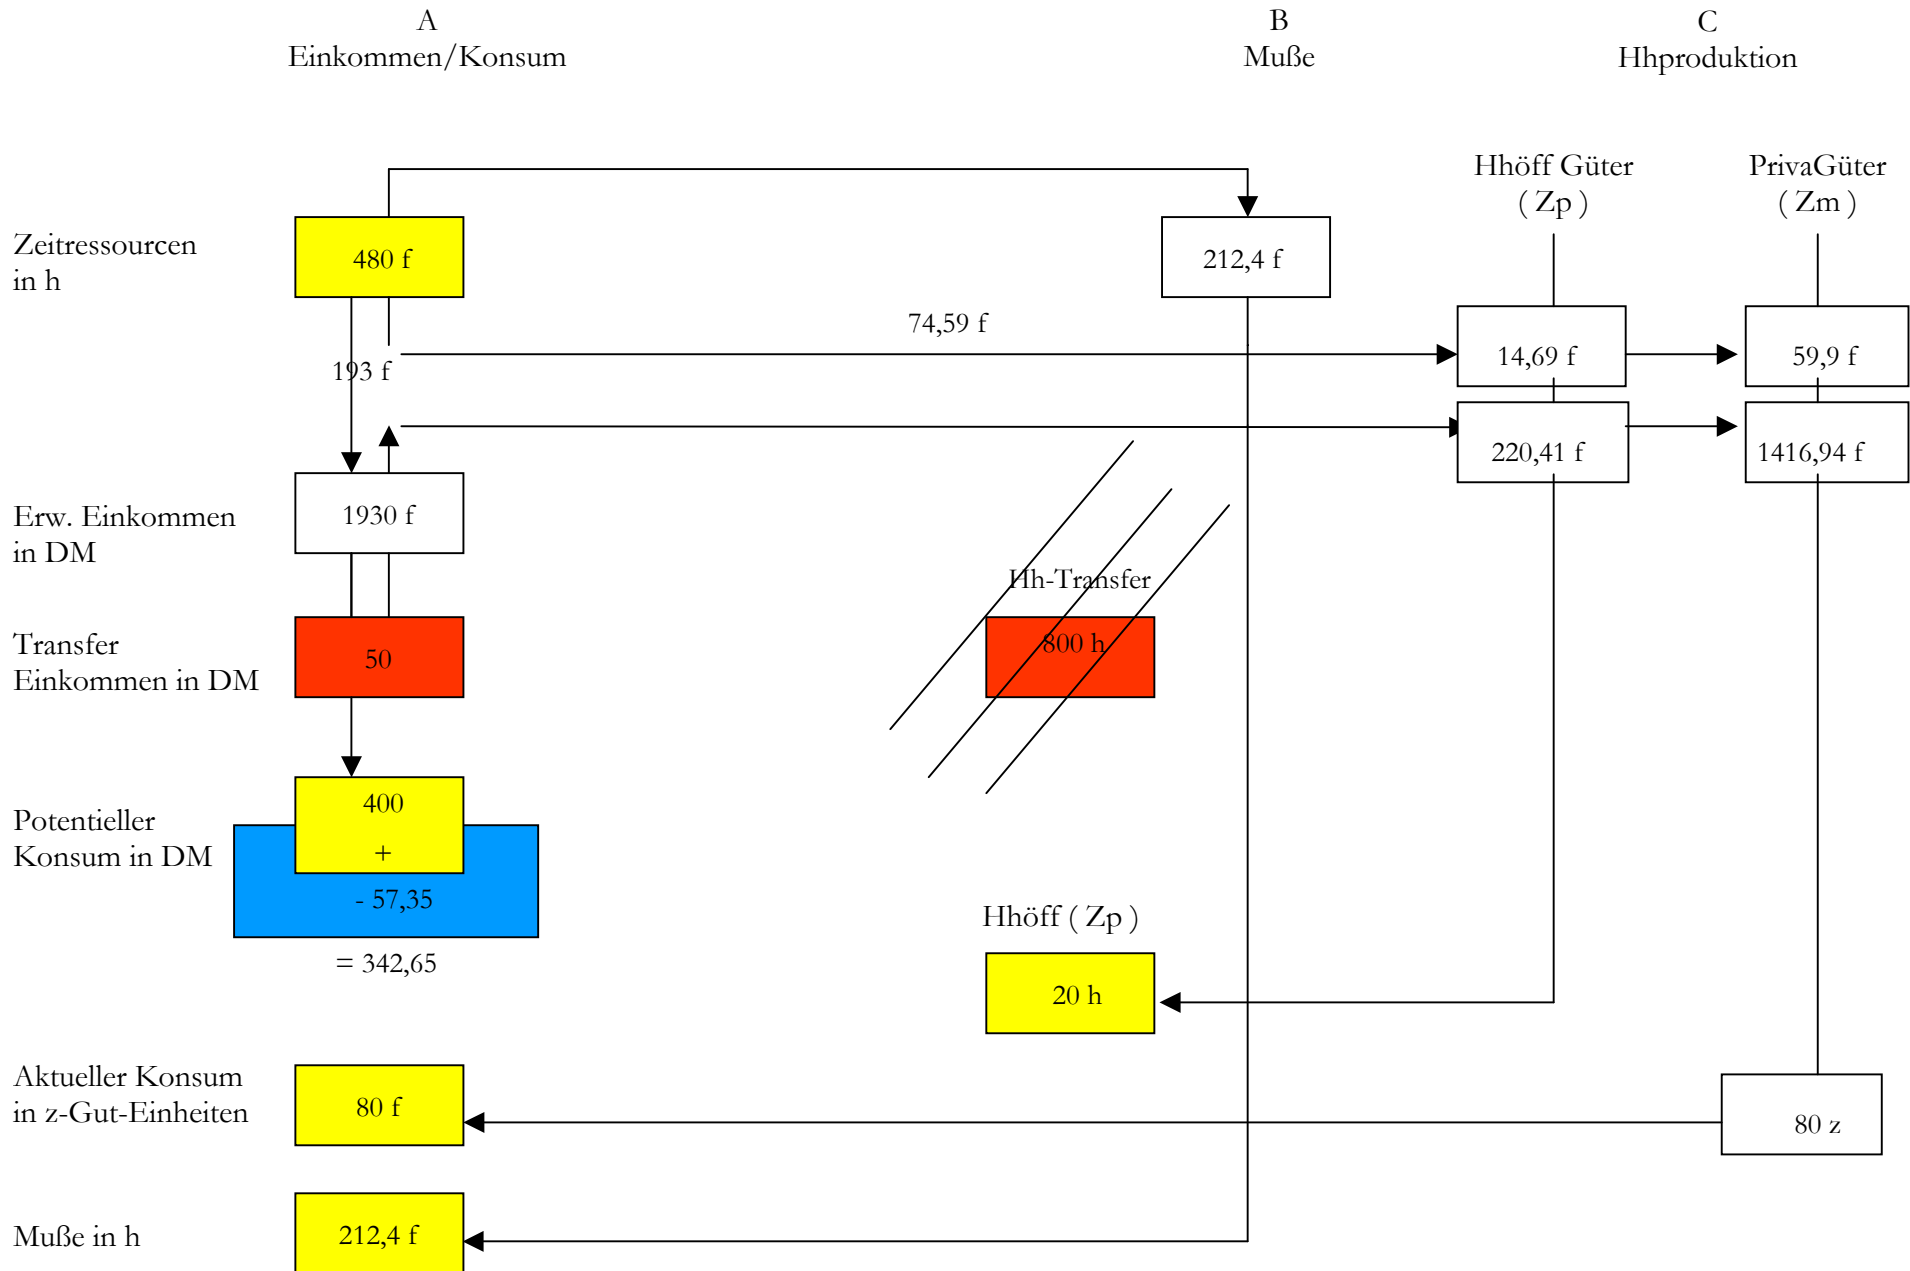 A
Einkommen/Konsum
B
Muße
C
Hhproduktion
Hhöff Güter
( Zp )
PrivaGüter
( Zm )
Zeitressourcen
in h
480 f
212,4 f
74,59 f
193 f
14,69 f
59,9 f
220,41 f
1416,94 f
Erw. Einkommen
in DM
1930 f
Hh-Transfer
800 h
Transfer
Einkommen in DM
50
Potentieller
Konsum in DM
400
+
- 57,35
= 342,65
Hhöff ( Zp )
20 h
Aktueller Konsum
in z-Gut-Einheiten
80 f
80 z
Muße in h
212,4 f